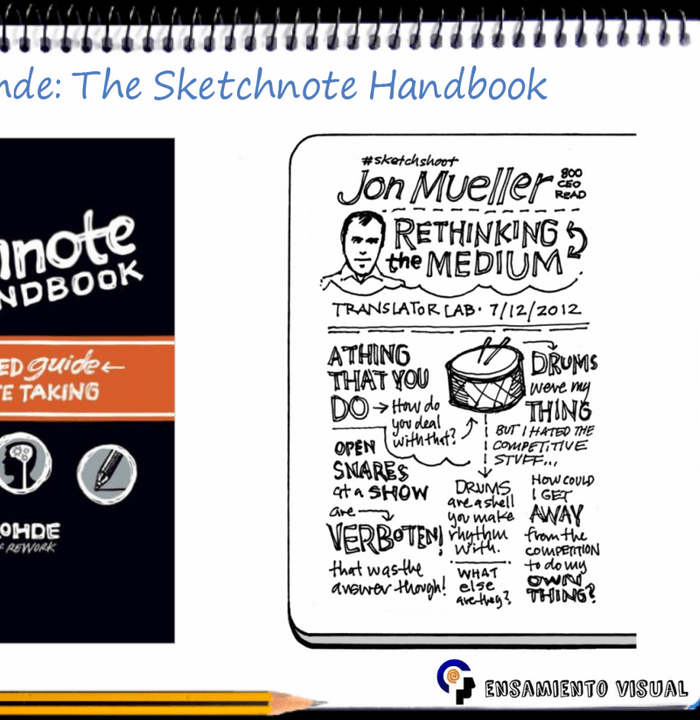 nde: The Sketchnote Handbook
nnote
NDBOOK
ED guide
E TAKING
OHDE
REWORK
#sketchshoot
Jon Mueller
800
CEO
READ
RETHINKING
the MEDIUM
TRANSLATOR LAB · 7/12/2012
A THING
THAT YOU
DO → How do
you deal
with that?
OPEN
SNARES
at a SHOW
are
VERBOTEN!
that was the
answer though!
DRUMS
are a shell
you make
rhythm
with.
WHAT
else
are they?
DRUMS
were my
THING
BUT I HATED THE
COMPETITIVE
STUFF...
HOW COULD
I GET
AWAY
from the
COMPETITION
to do my
OWN
THING?
ENSAMIENTO VISUAL